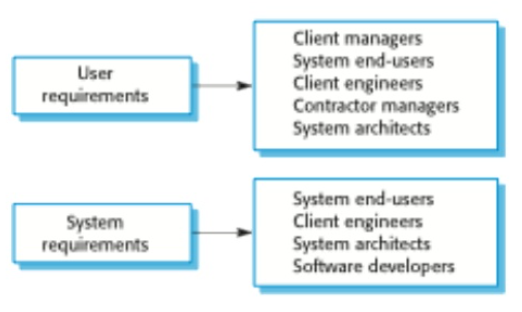 User
requirements
Client managers
System end-users
Client engineers
Contractor managers
System architects
System
requirements
System end-users
Client engineers
System architects
Software developers